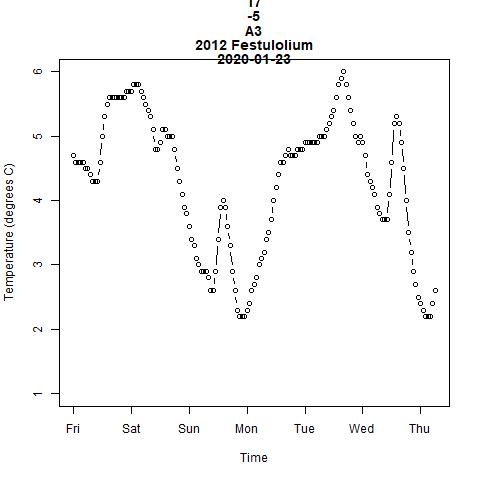 17
-5
A3
2012 Festulolium
2020-01-23
6
5
4
3
2
1
Temperature (degrees C)
Fri Sat Sun Mon Tue Wed Thu
Time